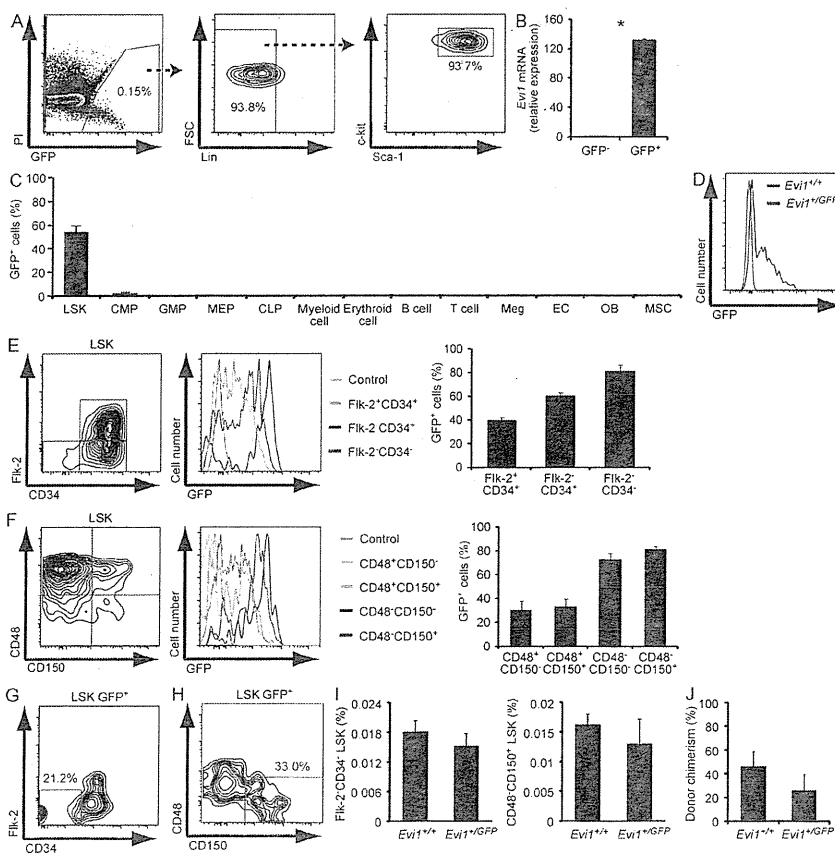 A
0.15%
PI
GFP
93.8%
FSC
Lin
93.7%
c-kit
Sca-1
B
160
120
80
40
0
Evi1 mRNA
(relative expression)
*
GFP-
GFP+
C
100
80
60
40
20
0
GFP+ cells (%)
LSK
CMP
GMP
MEP
CLP
Myeloid cell
Erythroid cell
B cell
T cell
Meg
EC
OB
MSC
D
Evi1+/+
Evi1+/GFP
Cell number
GFP
E
LSK
Flk-2
CD34
Cell number
GFP
Control
Flk-2+CD34+
Flk-2-CD34+
Flk-2-CD34-
100
80
60
40
20
0
GFP+ cells (%)
Flk-2+ CD34+
Flk-2- CD34+
Flk-2- CD34-
F
LSK
CD48
CD150
Cell number
GFP
Control
CD48+CD150-
CD48+CD150+
CD48-CD150-
CD48-CD150+
100
80
60
40
20
0
GFP+ cells (%)
CD48+ CD150-
CD48+ CD150+
CD48- CD150-
CD48- CD150+
G
LSK GFP+
21.2%
Flk-2
CD34
H
LSK GFP+
33.0%
CD48
CD150
I
0.024
0.018
0.012
0.006
0
Flk-2-CD34- LSK (%)
Evi1+/+
Evi1+/GFP
0.02
0.015
0.01
0.005
0
CD48-CD150+ LSK (%)
Evi1+/+
Evi1+/GFP
J
100
80
60
40
20
0
Donor chimerism (%)
Evi1+/+
Evi1+/GFP